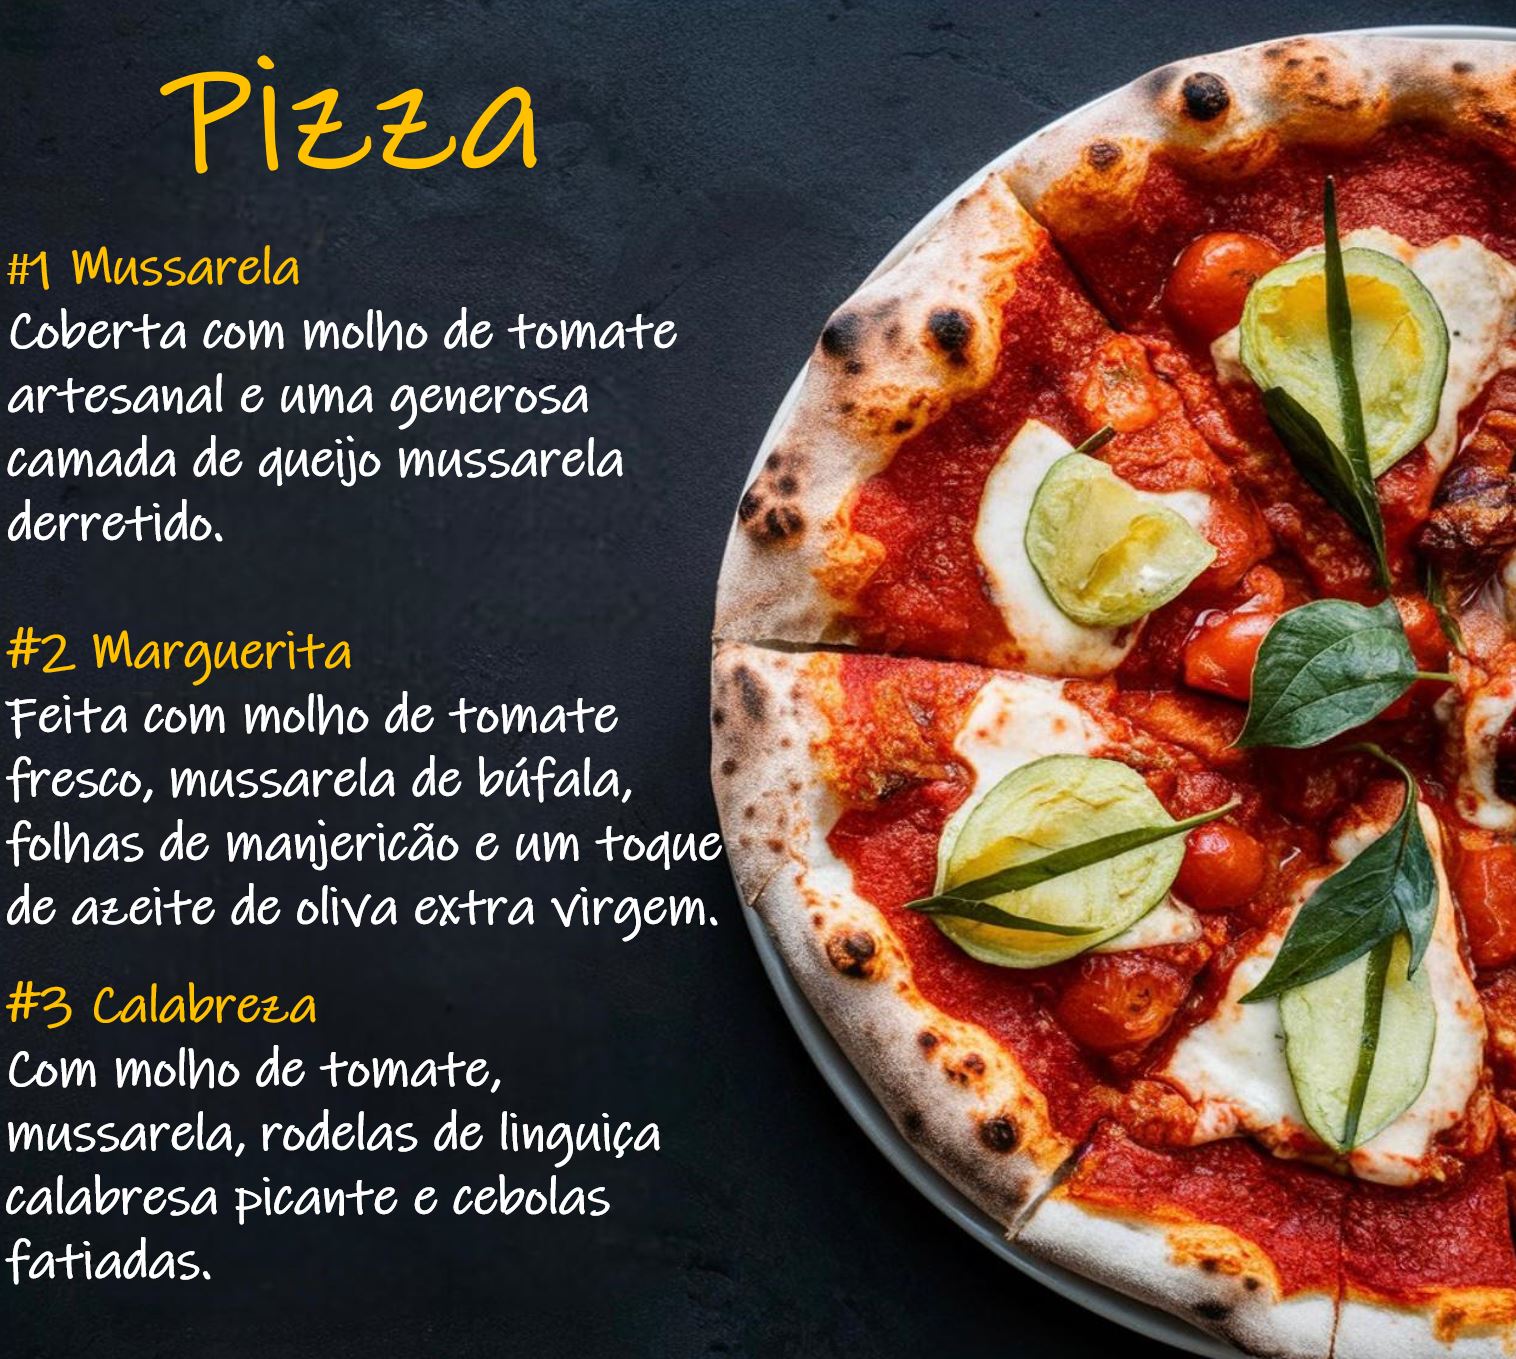 Pizza
#1 Mussarela
Coberta com molho de tomate
artesanal e uma generosa
camada de queijo mussarela
derretido.
#2 Marguerita
Feita com molho de tomate
fresco, mussarela de búfala,
folhas de manjericão e um toque
de azeite de oliva extra virgem.
#3 Calabreza
Com molho de tomate,
mussarela, rodelas de linguiça
calabresa picante e cebolas
fatiadas.